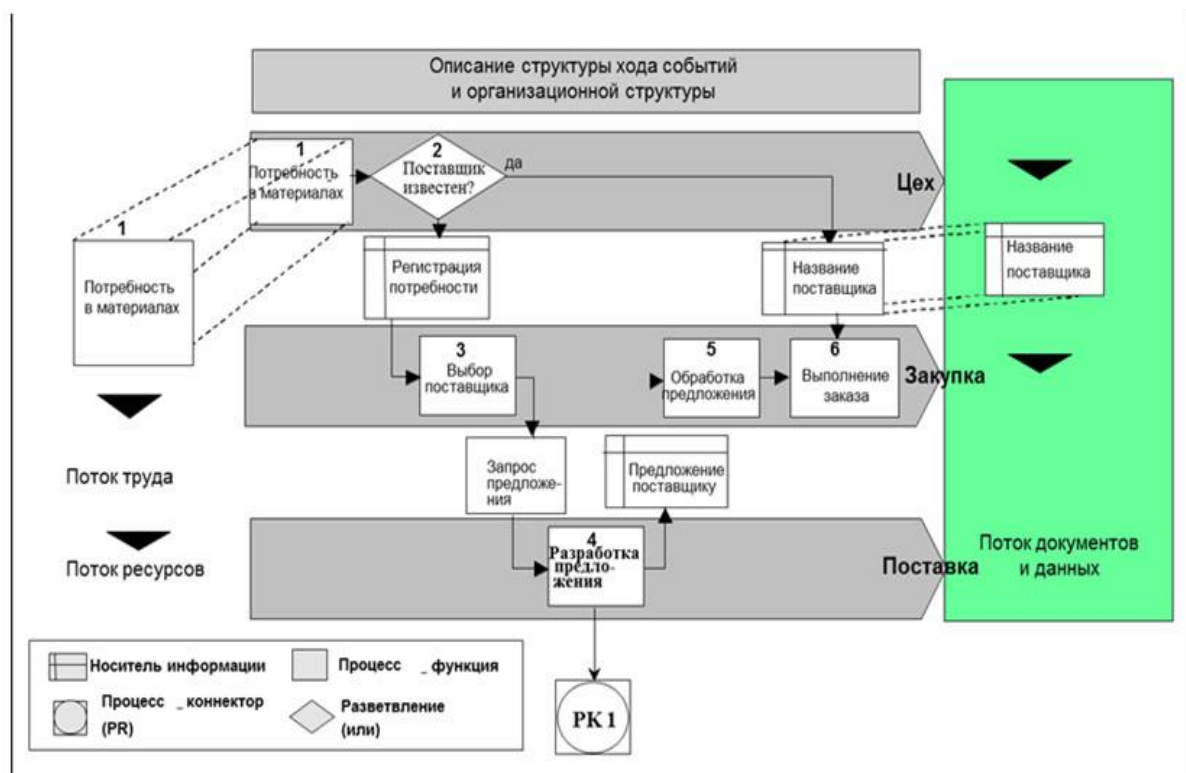 Описание структуры хода событий
и организационной структуры
1
Потребность
в материалах
2
Поставщик
известен?
да
Цех
1
Потребность
в материалах
Регистрация
потребности
Название
поставщика
Название
поставщика
3
Выбор
поставщика
5
Обработка
предложения
6
Выполнение
заказа
Закупка
Запрос
предложе-
ния
Предложение
поставщику
Поток труда
4
Разработка
предло-
жения
Поставка
Поток ресурсов
Поток документов
и данных
Носитель информации
Процесс _ функция
Процесс _ коннектор
(PR)
Разветвление
(или)
РК 1